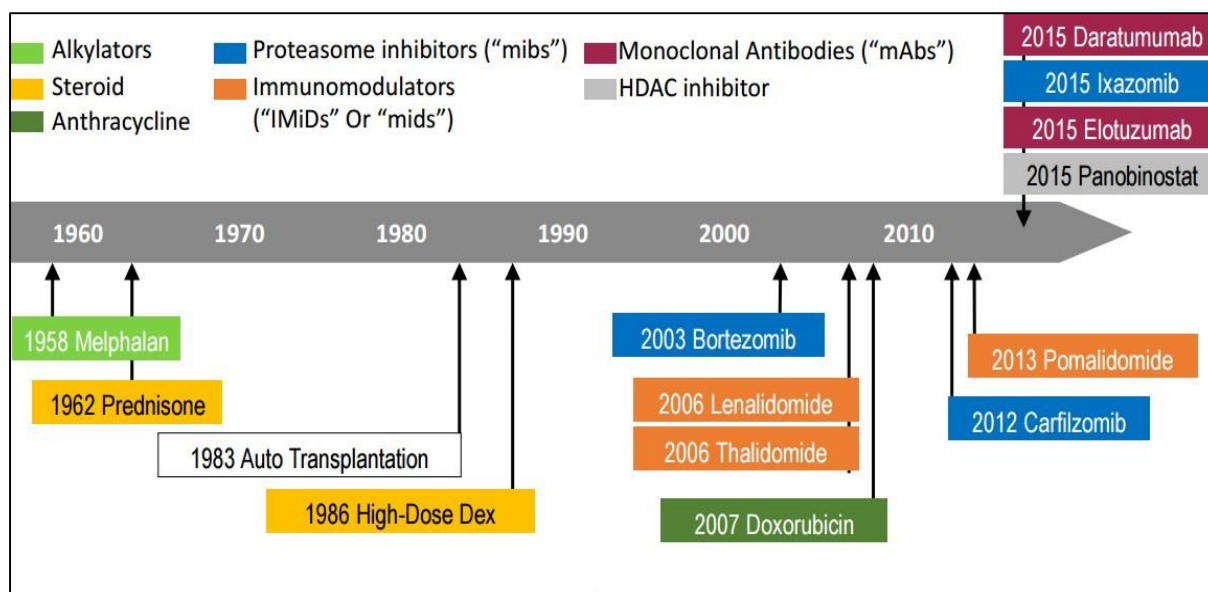 Alkylators
Steroid
Anthracycline
Proteasome inhibitors (“mibs”)
Immunomodulators
(“IMiDs” Or “mids”)
Monoclonal Antibodies (“mAbs”)
HDAC inhibitor
2015 Daratumumab
2015 Ixazomib
2015 Elotuzumab
2015 Panobinostat
1960 1970 1980 1990 2000 2010
1958 Melphalan
1962 Prednisone
1983 Auto Transplantation
1986 High-Dose Dex
2003 Bortezomib
2006 Lenalidomide
2006 Thalidomide
2007 Doxorubicin
2013 Pomalidomide
2012 Carfilzomib